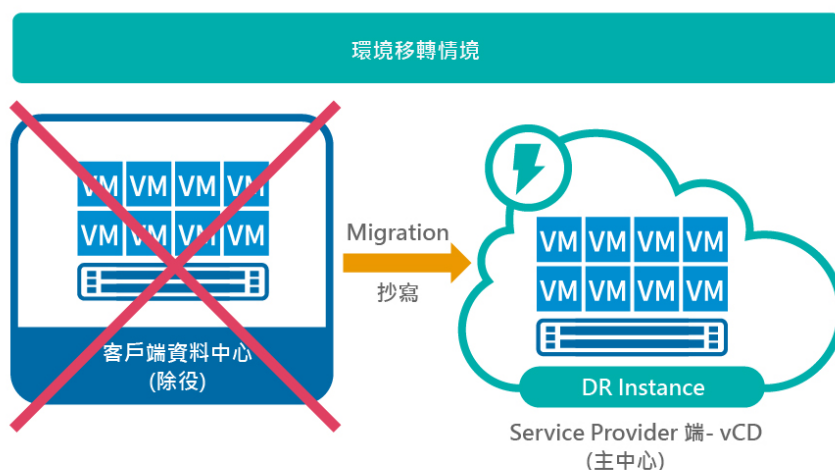 環境移轉情境
VM VM VM VM
VM VM VM VM
客戶端資料中心
(除役)
Migration
抄寫
VM VM VM VM
VM VM VM VM
DR Instance
Service Provider 端- vCD
(主中心)